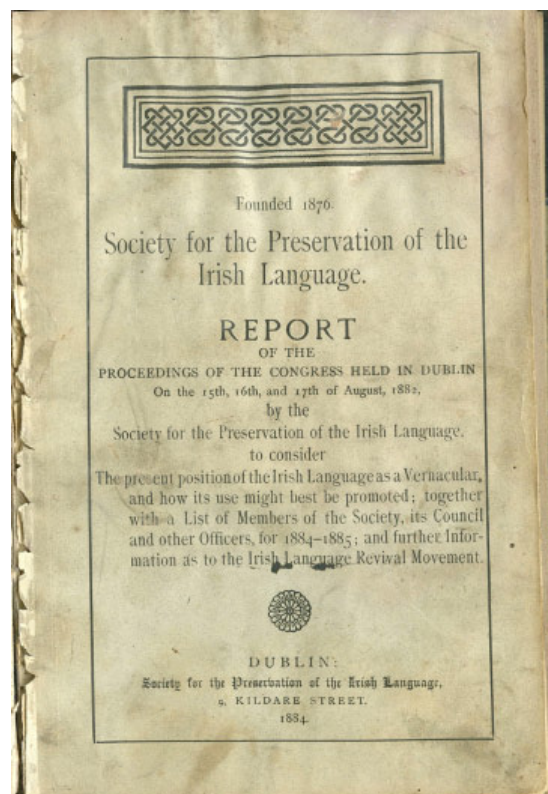 Founded 1876.
Society for the Preservation of the
Irish Language.
REPORT
OF THE
PROCEEDINGS OF THE CONGRESS HELD IN DUBLIN
On the 15th, 16th, and 17th of August, 1882,
by the
Society for the Preservation of the Irish Language.
to consider
The present position of the Irish Language as a Vernacular,
and how its use might best be promoted; together
with a List of Members of the Society, its Council
and other Officers, for 1884–1885; and further Infor-
mation as to the Irish Language Revival Movement.
DUBLIN:
Society for the Preservation of the Irish Language,
9, KILDARE STREET.
1884.